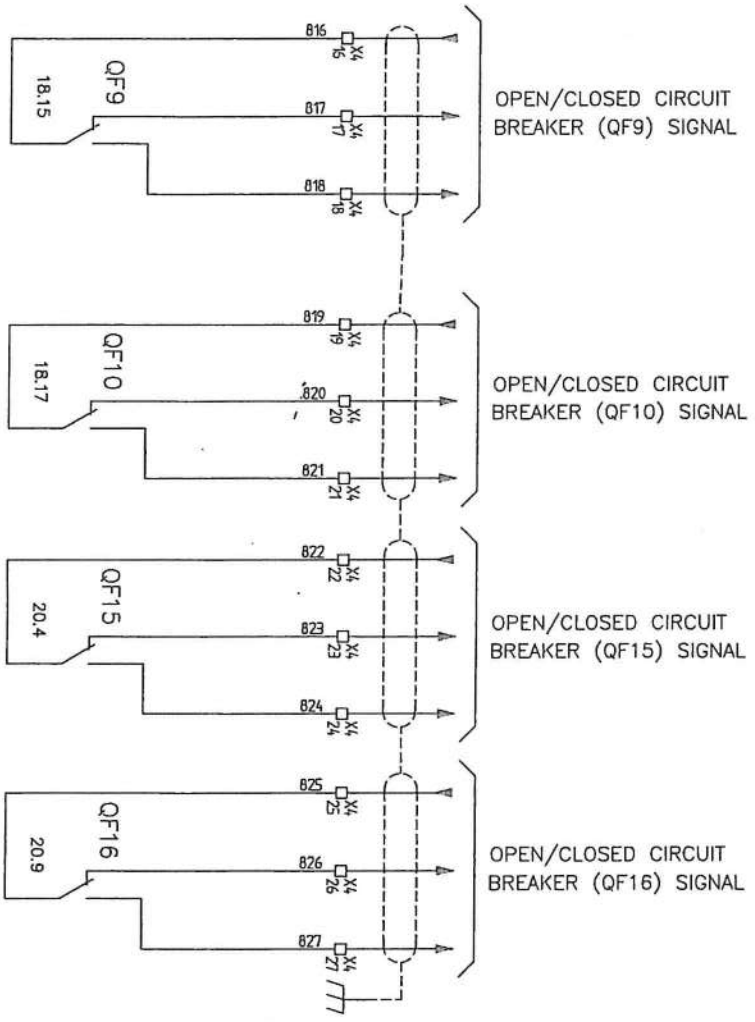 816
16
X4
QF9
18.15
817
17
X4
818
18
X4
OPEN/CLOSED CIRCUIT
BREAKER (QF9) SIGNAL
819
19
X4
QF10
18.17
820
20
X4
821
21
X4
OPEN/CLOSED CIRCUIT
BREAKER (QF10) SIGNAL
822
22
X4
QF15
20.4
823
23
X4
824
24
X4
OPEN/CLOSED CIRCUIT
BREAKER (QF15) SIGNAL
825
25
X4
QF16
20.9
826
26
X4
827
27
X4
OPEN/CLOSED CIRCUIT
BREAKER (QF16) SIGNAL